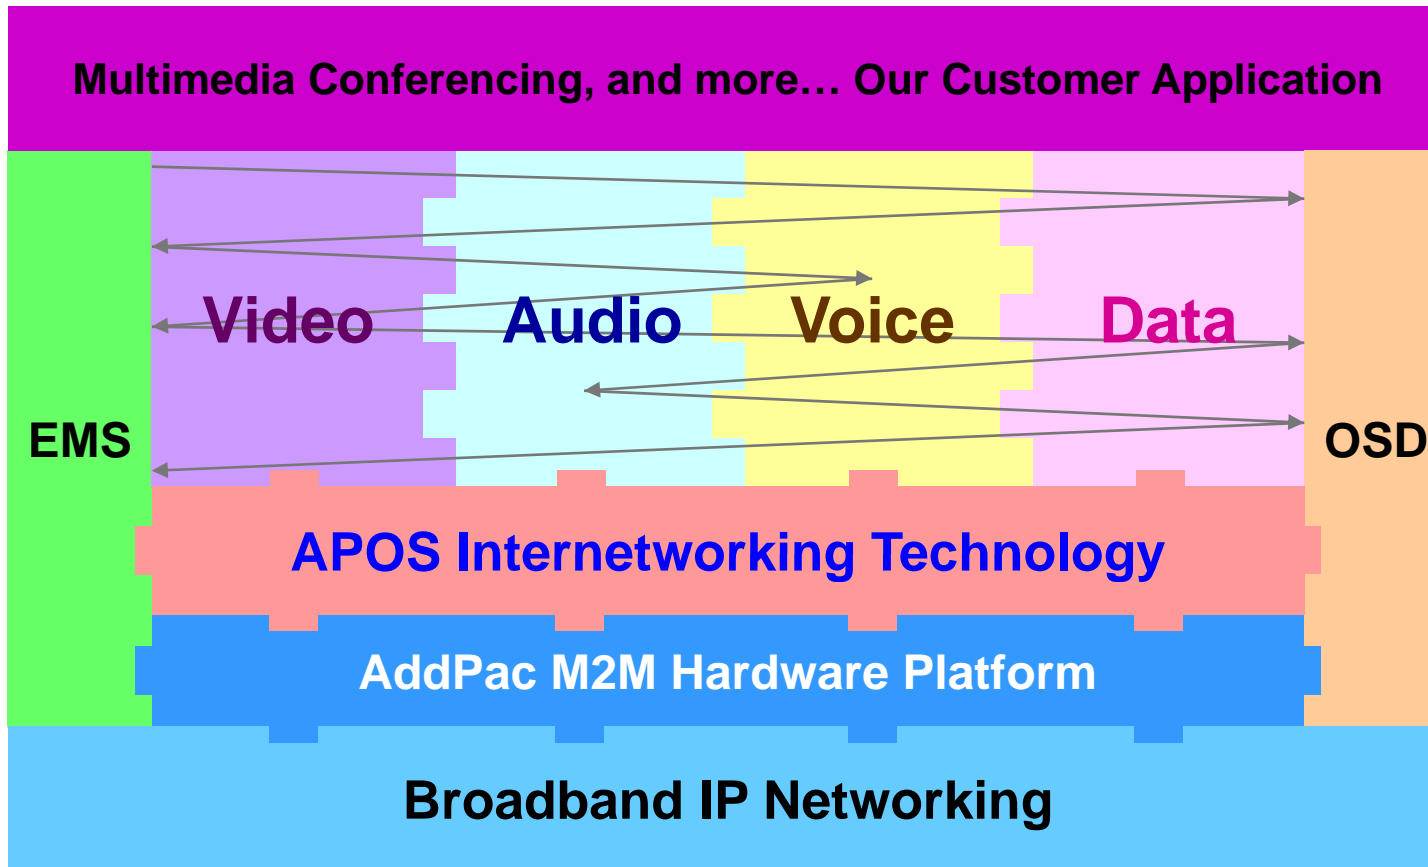 Multimedia Conferencing, and more… Our Customer Application
Video Audio Voice Data
EMS
OSD
APOS Internetworking Technology
AddPac M2M Hardware Platform
Broadband IP Networking